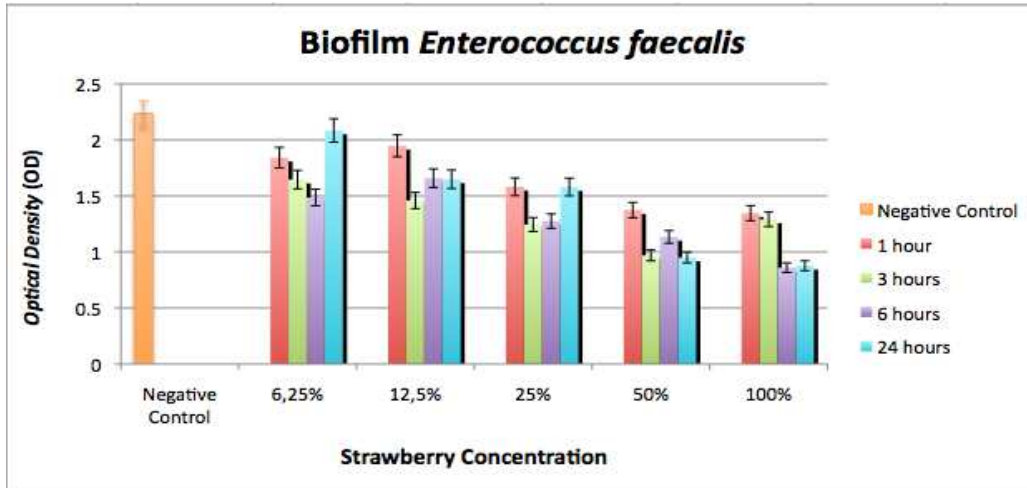 Biofilm Enterococcus faecalis
Optical Density (OD)
2.5
2
1.5
1
0.5
0
Negative Control
6,25%
12,5%
25%
50%
100%
Strawberry Concentration
Negative Control
1 hour
3 hours
6 hours
24 hours